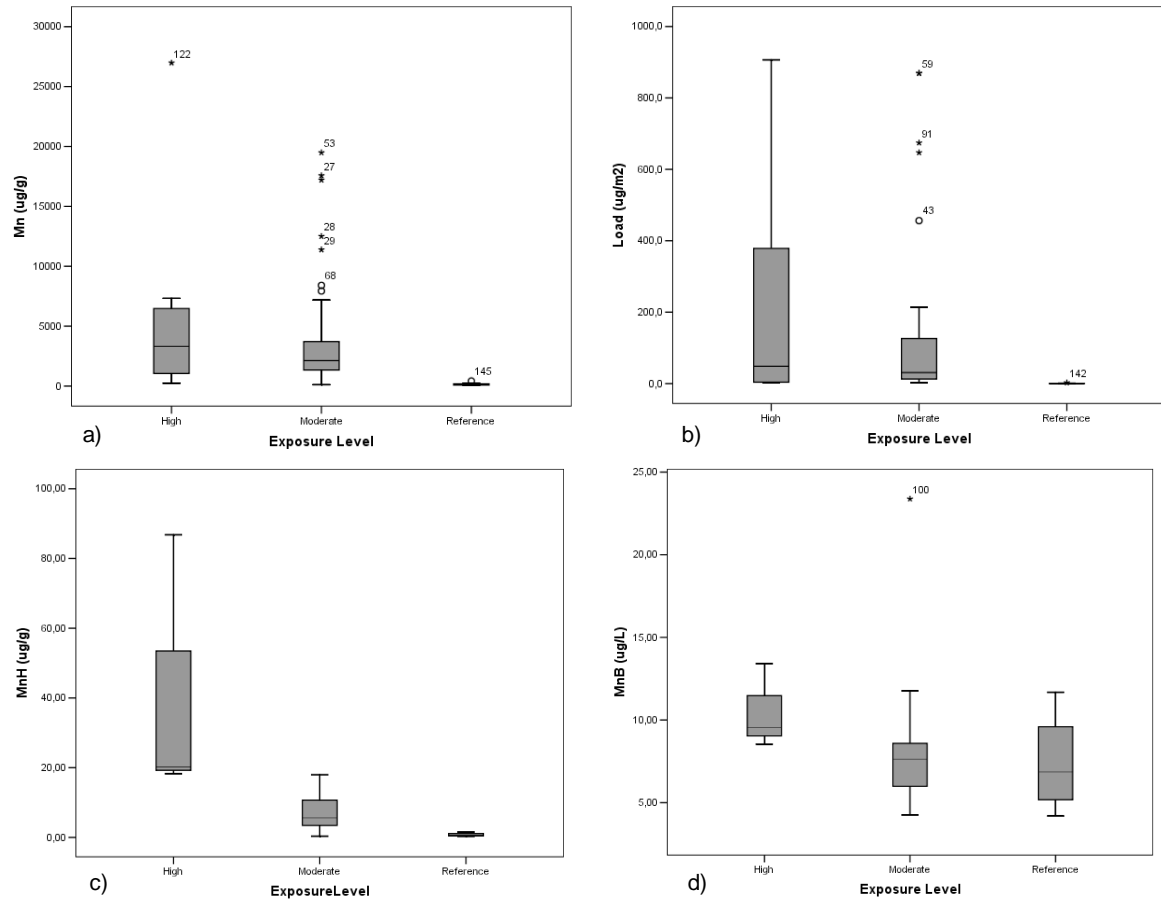 30000
25000
20000
15000
10000
5000
0
Mn (ug/g)
122
53
27
28
29
68
145
High Moderate Reference
a)
Exposure Level
1000,0
800,0
600,0
400,0
200,0
0,0
Load (ug/m2)
59
91
43
142
High Moderate Reference
b)
Exposure Level
100,00
80,00
60,00
40,00
20,00
0,00
MnH (ug/g)
High Moderate Reference
c)
ExposureLevel
25,00
20,00
15,00
10,00
5,00
MnB (ug/L)
100
High Moderate Reference
d)
Exposure Level